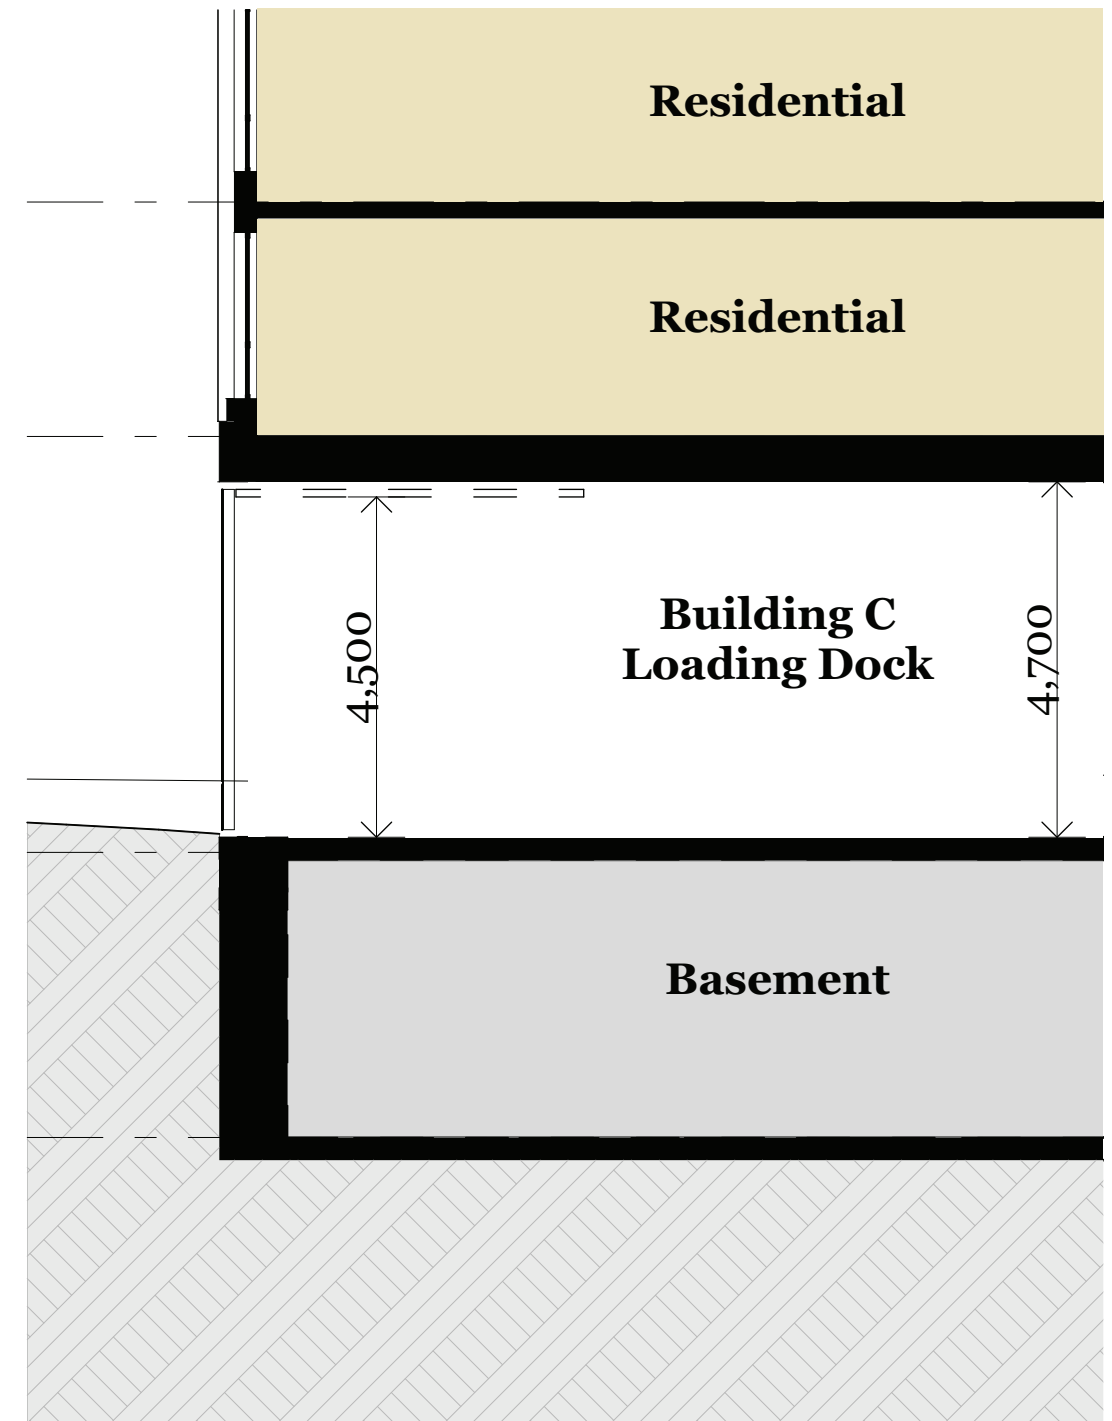 Residential
Residential
Building C
Loading Dock
4,500
4,700
Basement